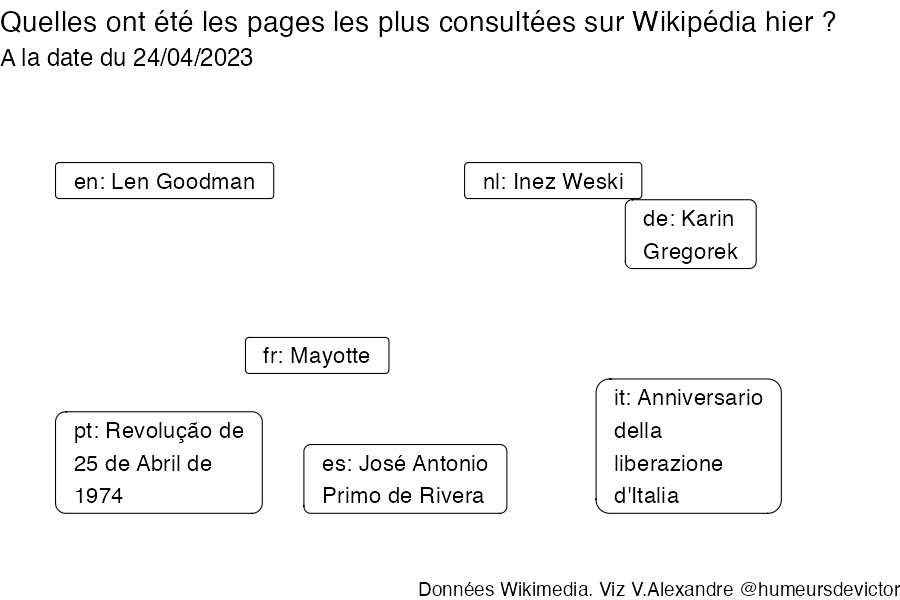 Quelles ont été les pages les plus consultées sur Wikipédia hier ?
A la date du 24/04/2023
en: Len Goodman
nl: Inez Weski
de: Karin
Gregorek
fr: Mayotte
pt: Revolução de
25 de Abril de
1974
es: José Antonio
Primo de Rivera
it: Anniversario
della
liberazione
d'Italia
Données Wikimedia. Viz V.Alexandre @humeursdevictor